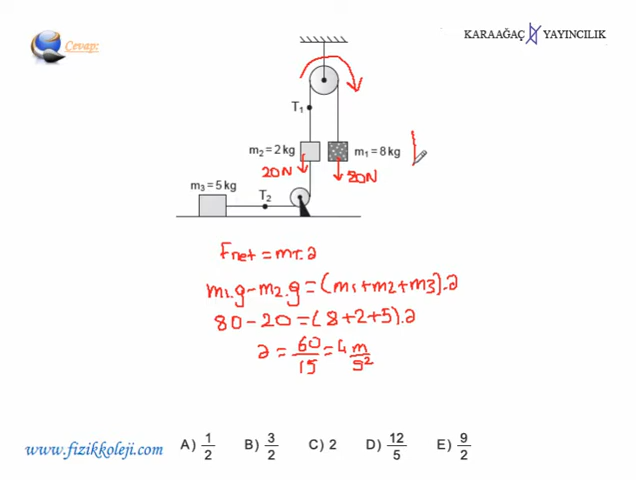 Cevap:
KARAAĞAÇ YAYINCILIK
T1
m2 = 2 kg
m1 = 8 kg
20N
80N
m3 = 5 kg
T2
Fnet = mT.a
m1.g - m2.g = (m1 + m2 + m3).a
80 - 20 = (8 + 2 + 5).a
a = 60/15 = 4 m/s²
www.fizikkoleji.com
A) 1/2 B) 3/2 C) 2 D) 12/5 E) 9/2